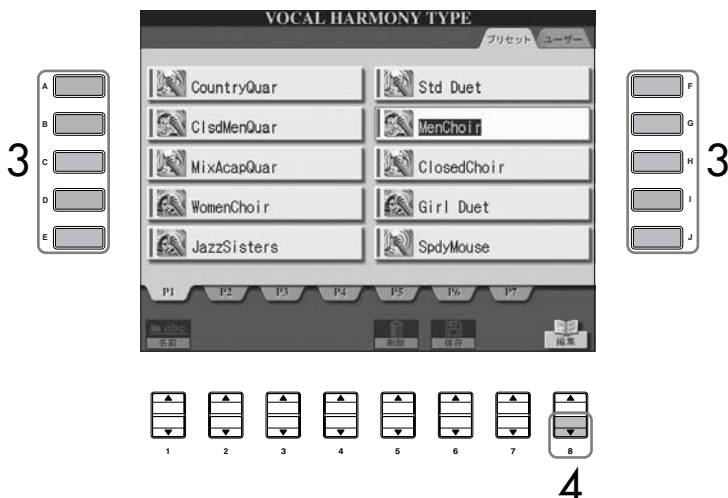 VOCAL HARMONY TYPE
プリセット ユーザー
A CountryQuar Std Duet F
B ClsdMenQuar MenChoir G
3 C MixAcapQuar ClosedChoir H 3
D WomenChoir Girl Duet I
E JazzSisters SpdyMouse J
P1 P2 P3 P4 P5 P6 P7
abc
名前 削除 保存 編集
1 2 3 4 5 6 7 8
4